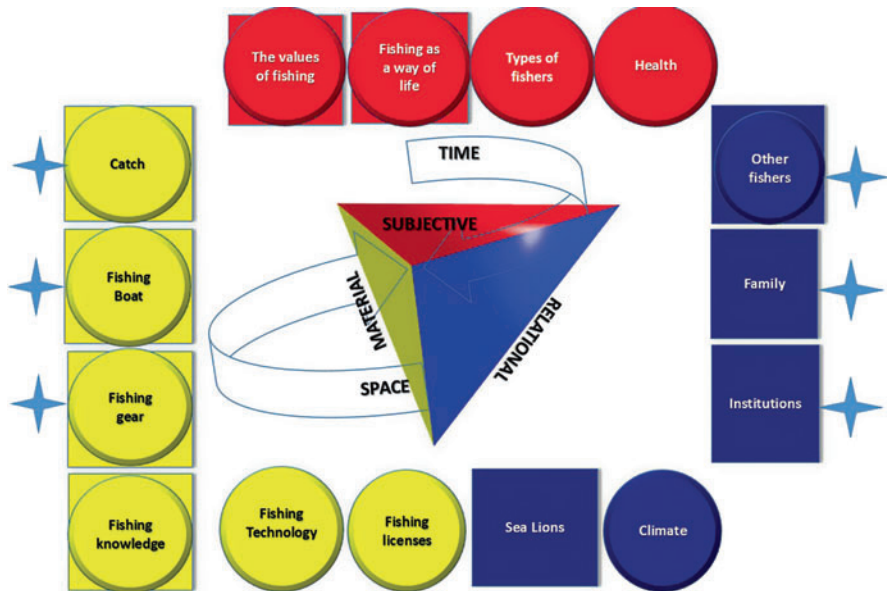 The values
of fishing
Fishing as
a way of
life
Types of
fishers
Health
Catch
Fishing
Boat
Fishing
gear
Fishing
knowledge
TIME
SUBJECTIVE
MATERIAL
RELATIONAL
SPACE
Other
fishers
Family
Institutions
Fishing
Technology
Fishing
licenses
Sea Lions
Climate